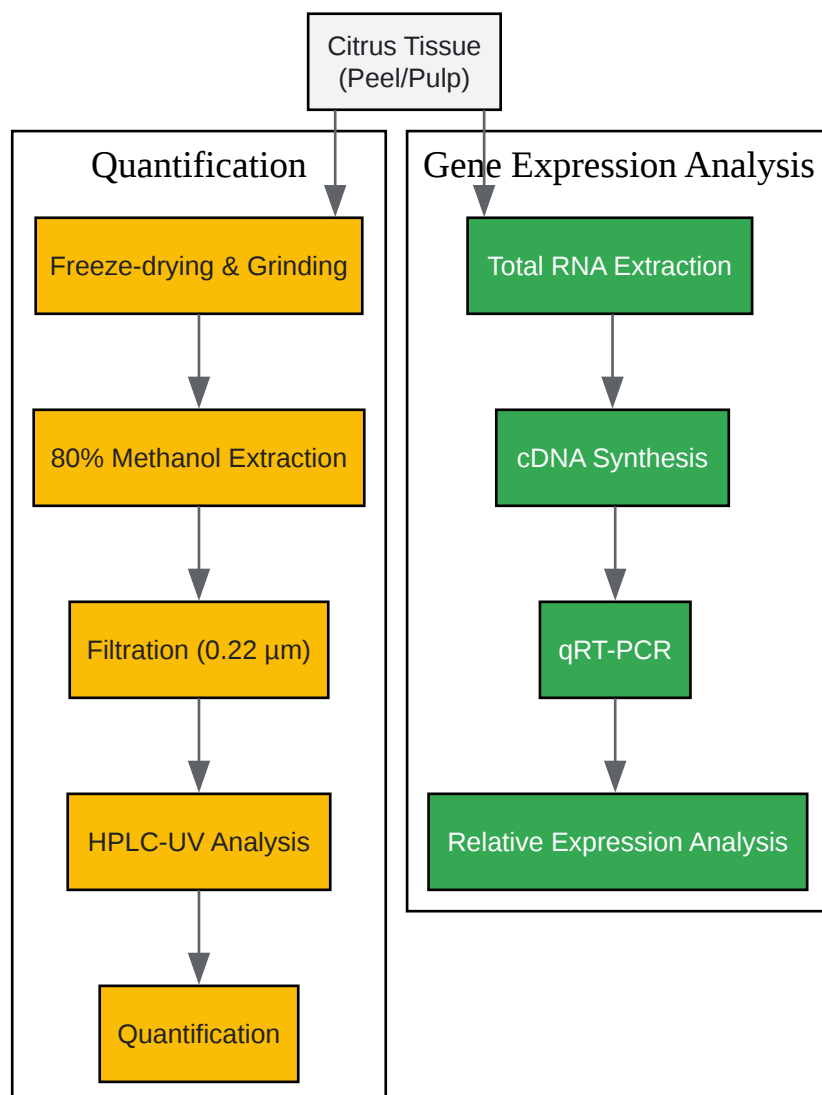 Citrus Tissue
(Peel/Pulp)
Quantification
Freeze-drying & Grinding
80% Methanol Extraction
Filtration (0.22 µm)
HPLC-UV Analysis
Quantification
Gene Expression Analysis
Total RNA Extraction
cDNA Synthesis
qRT-PCR
Relative Expression Analysis